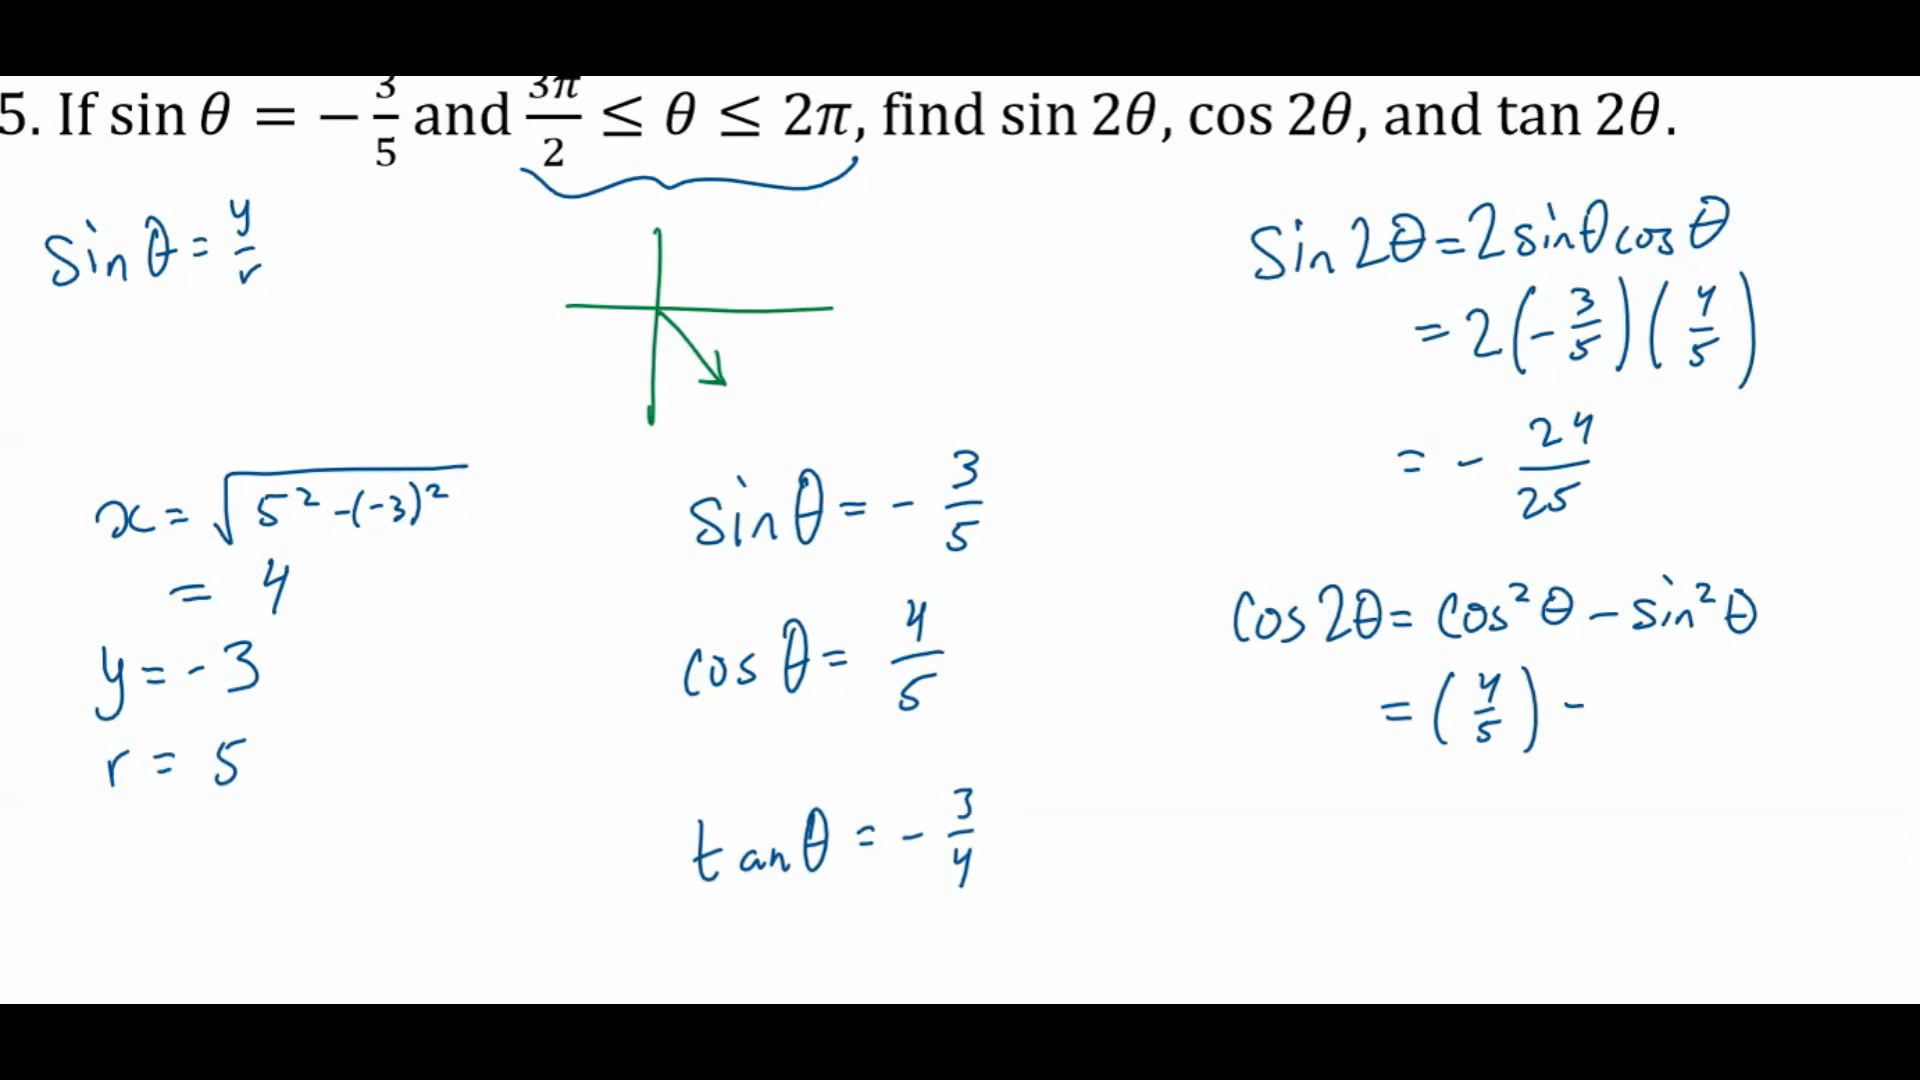 5. If sin θ = −3/5 and 3π/2 ≤ θ ≤ 2π, find sin 2θ, cos 2θ, and tan 2θ.
sin θ = y/r
x = √(5² -(-3)²)
= 4
y = -3
r = 5
sin θ = - 3/5
cos θ = 4/5
tan θ = - 3/4
sin 2θ = 2 sin θ cos θ
= 2(- 3/5)(4/5)
= - 24/25
cos 2θ = cos² θ - sin² θ
= (4/5) -